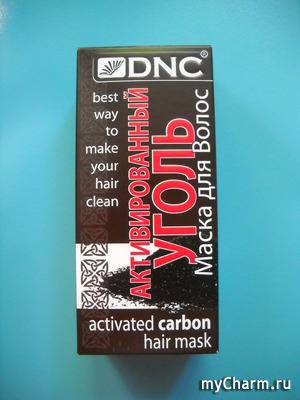 DNC®
best
way
to
make
your
hair
clean
АКТИВИРОВАННЫЙ
УГОЛЬ
Маска для Волос
activated carbon
hair mask
myCharm.ru